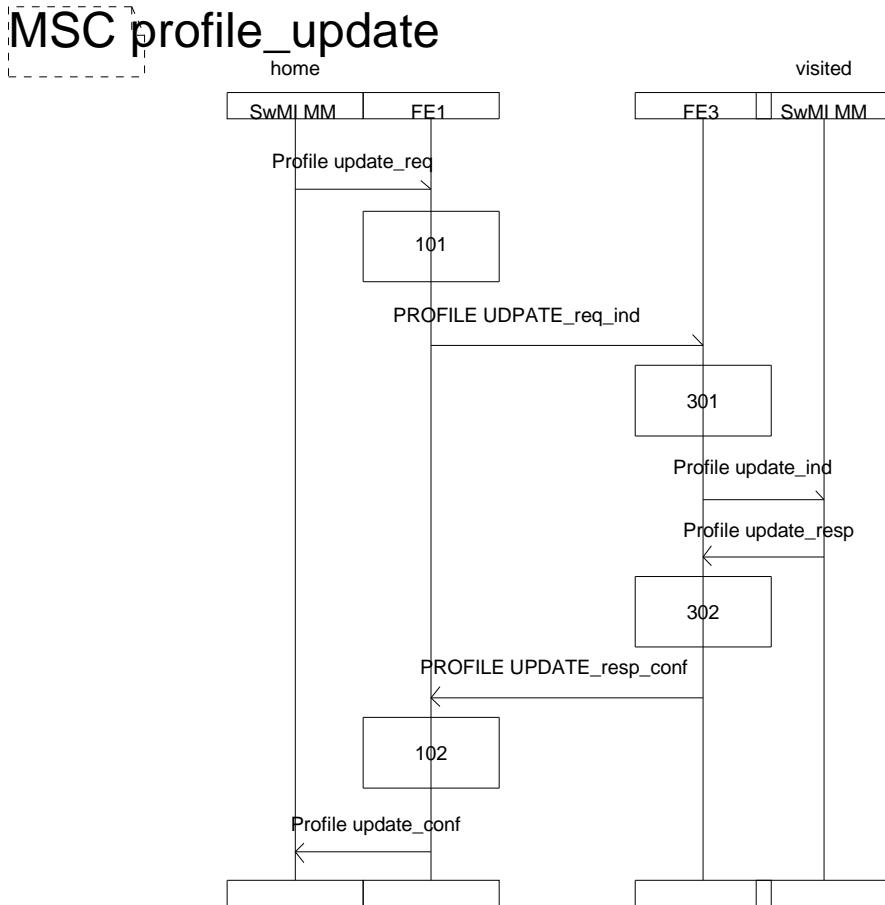 MSC profile_update
home
visited
SwMI MM
FE1
FE3
SwMI MM
Profile update_req
101
PROFILE UDPATE_req_ind
301
Profile update_ind
Profile update_resp
302
PROFILE UPDATE_resp_conf
102
Profile update_conf